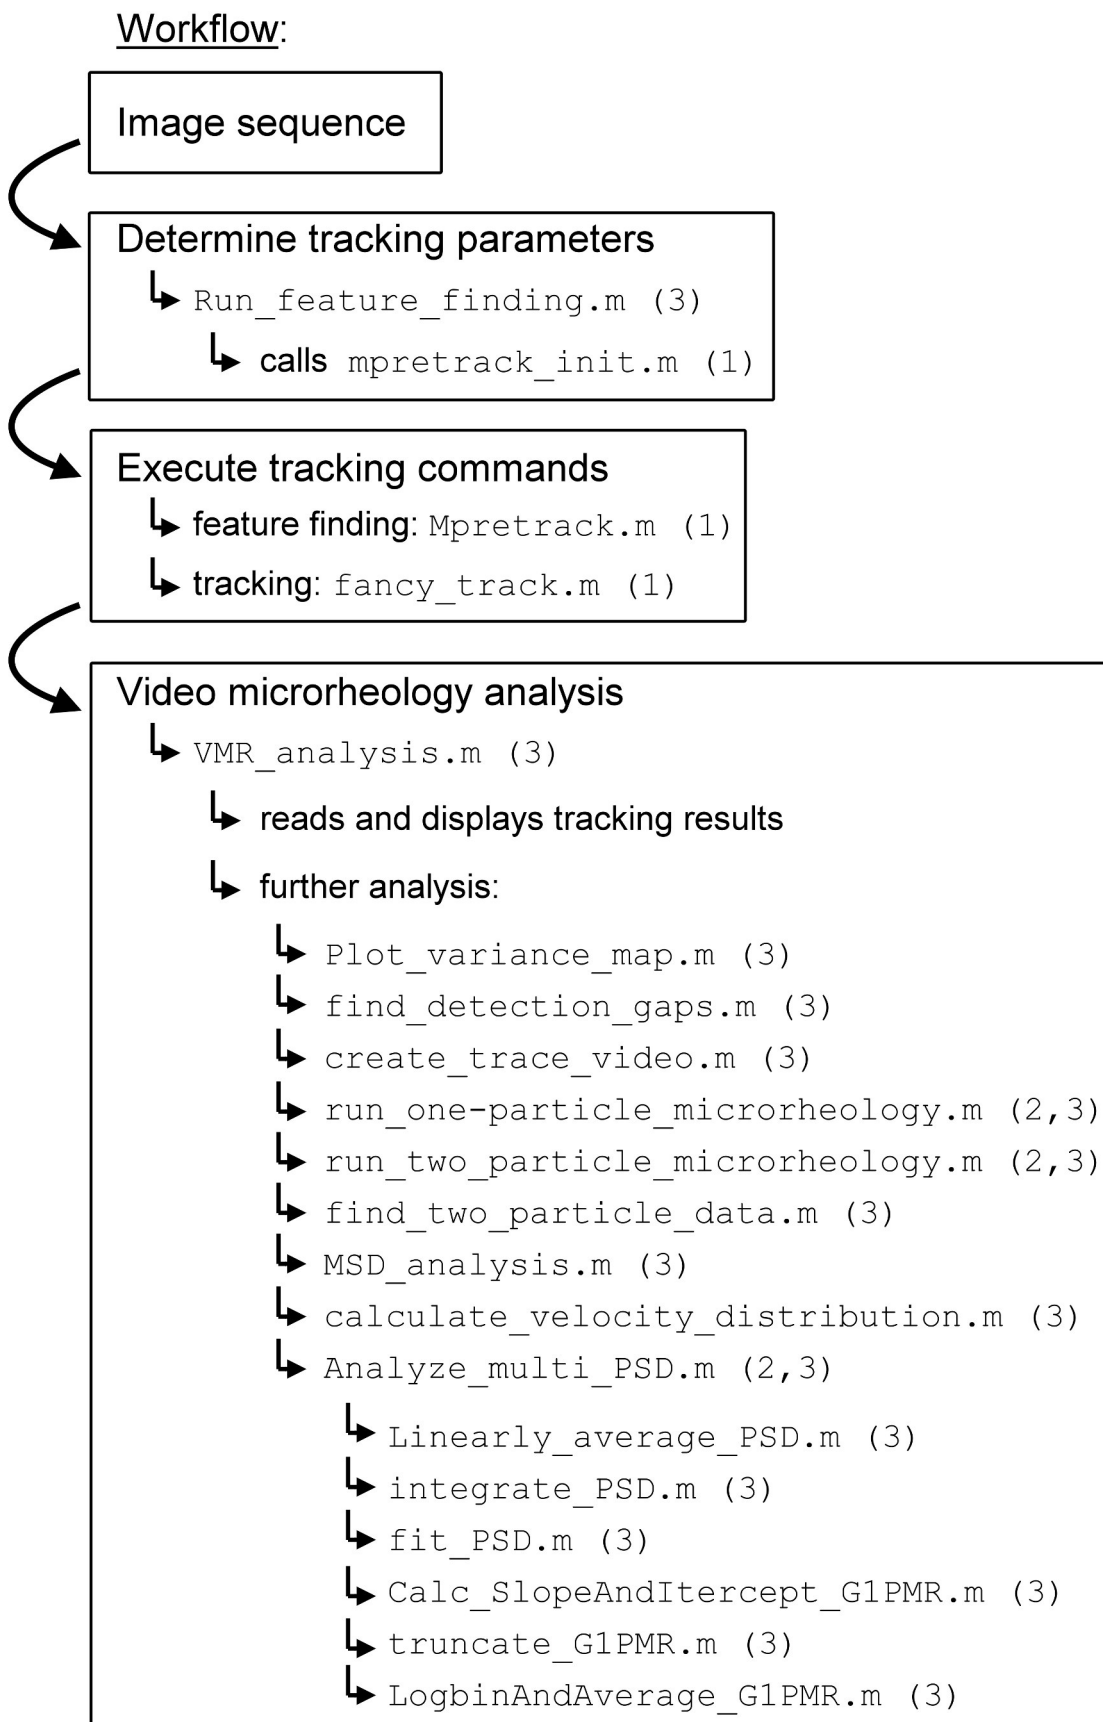 Workflow:
Image sequence
Determine tracking parameters
Run_feature_finding.m (3)
calls mpretrack_init.m (1)
Execute tracking commands
feature finding: Mpretrack.m (1)
tracking: fancy_track.m (1)
Video microrheology analysis
VMR_analysis.m (3)
reads and displays tracking results
further analysis:
Plot_variance_map.m (3)
find_detection_gaps.m (3)
create_trace_video.m (3)
run_one-particle_microrheology.m (2,3)
run_two_particle_microrheology.m (2,3)
find_two_particle_data.m (3)
MSD_analysis.m (3)
calculate_velocity_distribution.m (3)
Analyze_multi_PSD.m (2,3)
Linearly_average_PSD.m (3)
integrate_PSD.m (3)
fit_PSD.m (3)
Calc_SlopeAndItercept_G1PMR.m (3)
truncate_G1PMR.m (3)
LogbinAndAverage_G1PMR.m (3)